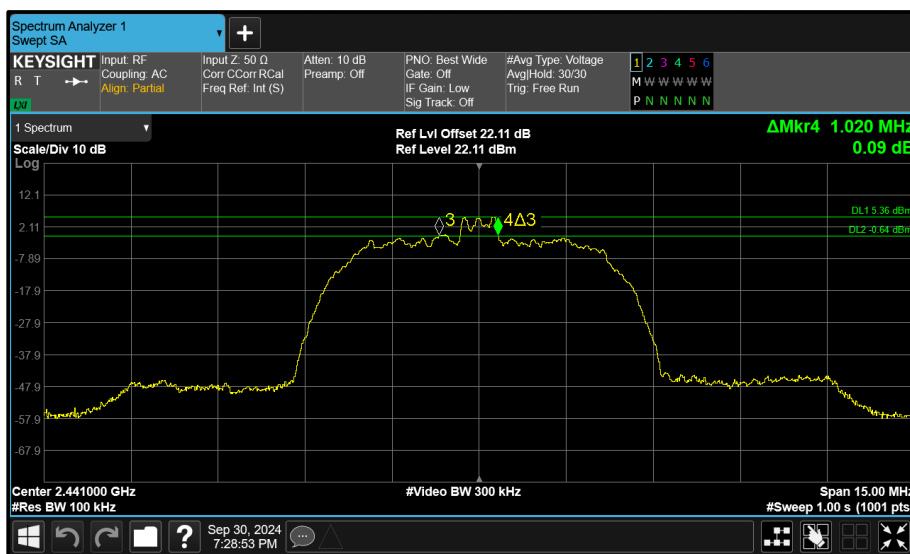 Spectrum Analyzer 1
Swept SA
+
KEYSIGHT
R T
LXI
Input: RF
Coupling: AC
Align: Partial
Input Z: 50 Ω
Corr CCorr RCal
Freq Ref: Int (S)
Atten: 10 dB
Preamp: Off
PNO: Best Wide
Gate: Off
IF Gain: Low
Sig Track: Off
#Avg Type: Voltage
Avg|Hold: 30/30
Trig: Free Run
1 2 3 4 5 6
M W W W W W
P N N N N N
1 Spectrum
Scale/Div 10 dB
Log
Ref Lvl Offset 22.11 dB
Ref Level 22.11 dBm
ΔMkr4 1.020 MHz
0.09 dB
12.1
2.11
-7.89
-17.9
-27.9
-37.9
-47.9
-57.9
-67.9
3
4Δ3
DL1 5.36 dBm
DL2 -0.64 dBm
Center 2.441000 GHz
#Res BW 100 kHz
#Video BW 300 kHz
Span 15.00 MHz
#Sweep 1.00 s (1001 pts
?
Sep 30, 2024
7:28:53 PM